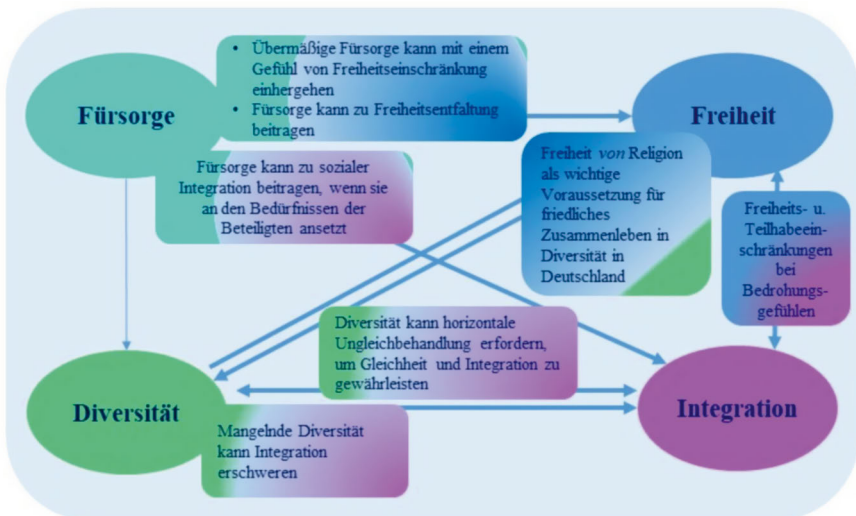 Fürsorge
• Übermäßige Fürsorge kann mit einem
Gefühl von Freiheitseinschränkung
einhergehen
• Fürsorge kann zu Freiheitsentfaltung
beitragen
Freiheit
Fürsorge kann zu sozialer
Integration beitragen, wenn sie
an den Bedürfnissen der
Beteiligten ansetzt
Freiheit von Religion
als wichtige
Voraussetzung für
friedliches
Zusammenleben in
Diversität in
Deutschland
Freiheits- u.
Teilhabeein-
schränkungen
bei
Bedrohungs-
gefühlen
Diversität kann horizontale
Ungleichbehandlung erfordern,
um Gleichheit und Integration zu
gewährleisten
Diversität
Mangelnde Diversität
kann Integration
erschweren
Integration